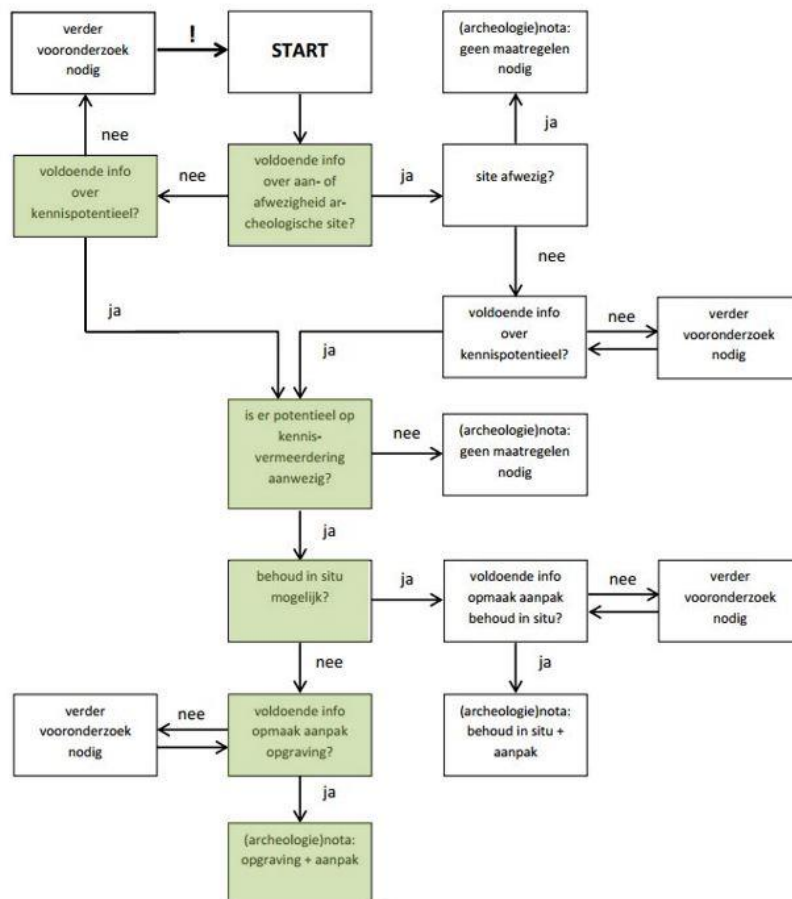 verder
vooronderzoek
nodig
!
START
(archeologie)nota:
geen maatregelen
nodig
nee
ja
voldoende info
over
kennispotentieel?
nee
voldoende info
over aan- of
afwezigheid ar-
cheologische site?
ja
site afwezig?
nee
ja
voldoende info
over
kennispotentieel?
nee
verder
vooronderzoek
nodig
ja
is er potentieel op
kennis-
vermeerdering
aanwezig?
nee
(archeologie)nota:
geen maatregelen
nodig
ja
behoud in situ
mogelijk?
ja
voldoende info
opmaak aanpak
behoud in situ?
nee
verder
vooronderzoek
nodig
nee
ja
verder
vooronderzoek
nodig
nee
voldoende info
opmaak aanpak
opgraving?
(archeologie)nota:
behoud in situ +
aanpak
ja
(archeologie)nota:
opgraving + aanpak